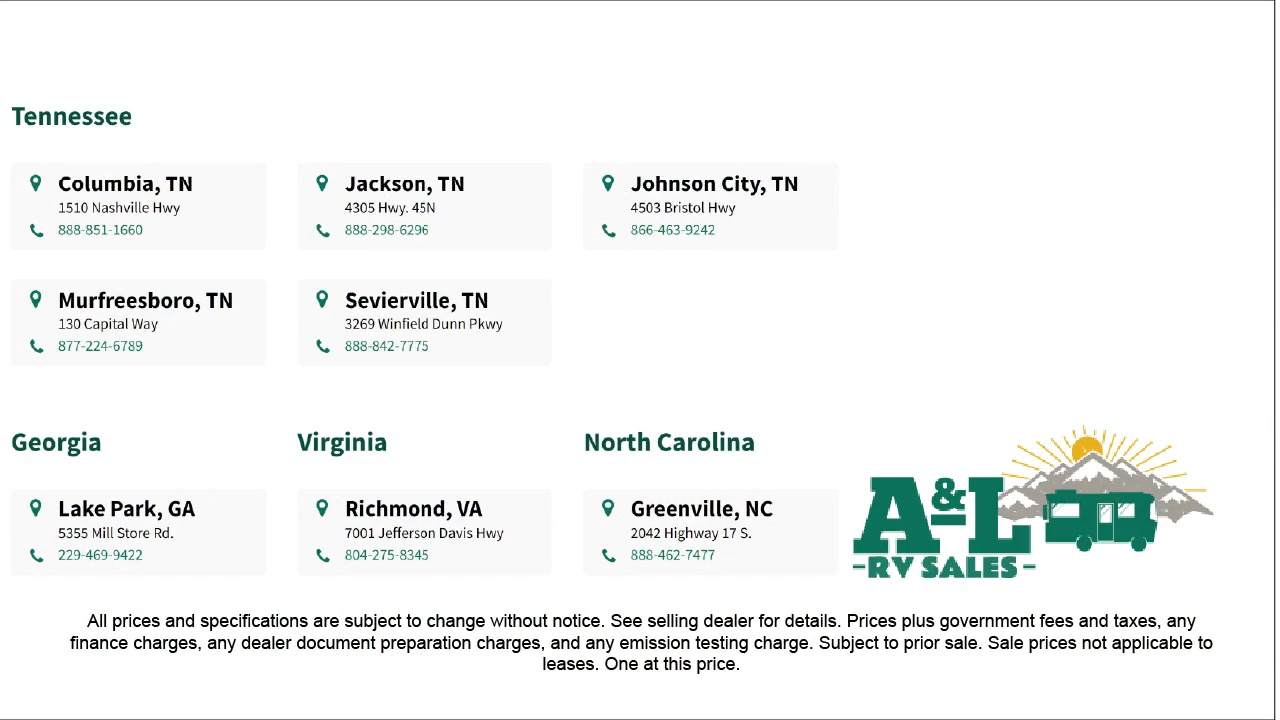 Tennessee
Columbia, TN
1510 Nashville Hwy
888-851-1660
Jackson, TN
4305 Hwy. 45N
888-298-6296
Johnson City, TN
4503 Bristol Hwy
866-463-9242
Murfreesboro, TN
130 Capital Way
877-224-6789
Sevierville, TN
3269 Winfield Dunn Pkwy
888-842-7775
Georgia
Lake Park, GA
5355 Mill Store Rd.
229-469-9422
Virginia
Richmond, VA
7001 Jefferson Davis Hwy
804-275-8345
North Carolina
Greenville, NC
2042 Highway 17 S.
888-462-7477
A&L
-RV SALES-
All prices and specifications are subject to change without notice. See selling dealer for details. Prices plus government fees and taxes, any
finance charges, any dealer document preparation charges, and any emission testing charge. Subject to prior sale. Sale prices not applicable to
leases. One at this price.